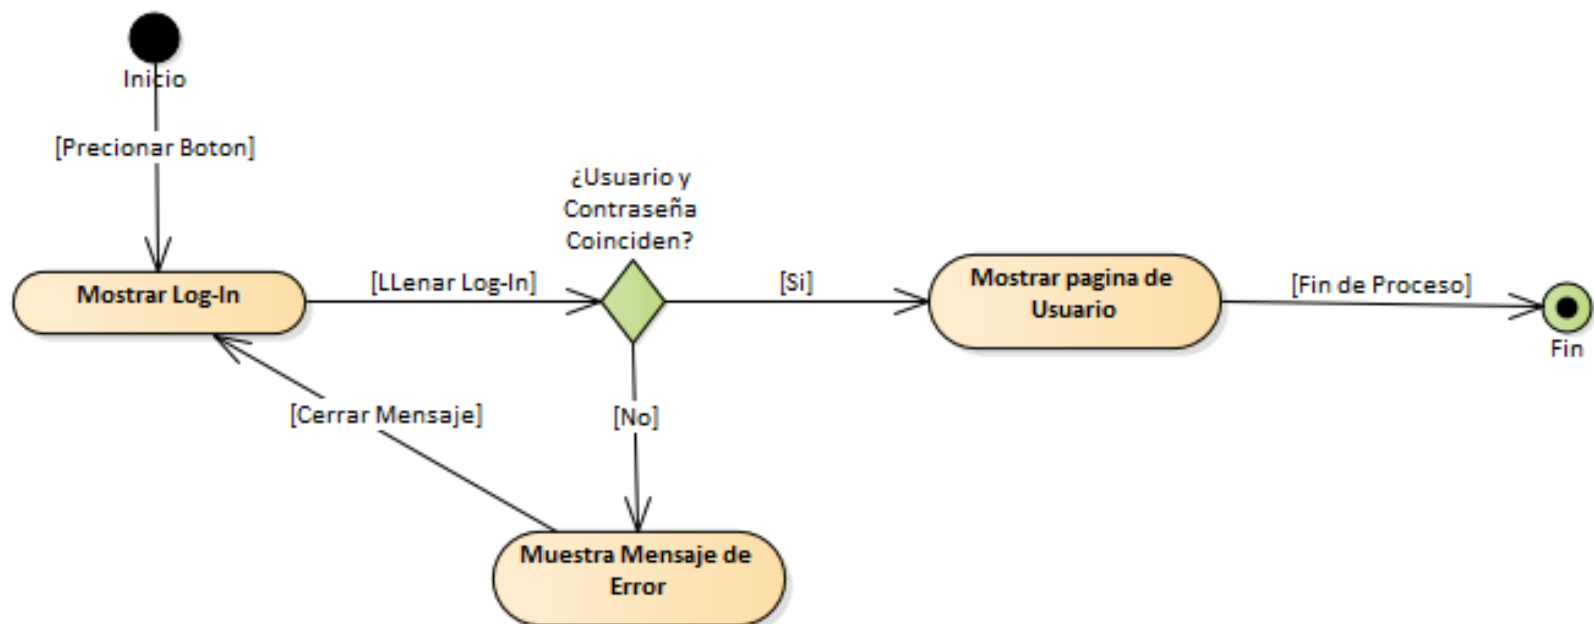 Inicio
[Precionar Boton]
¿Usuario y
Contraseña
Coinciden?
Mostrar Log-In
[LLenar Log-In]
[Si]
Mostrar pagina de
Usuario
[Fin de Proceso]
Fin
[Cerrar Mensaje]
[No]
Muestra Mensaje de
Error